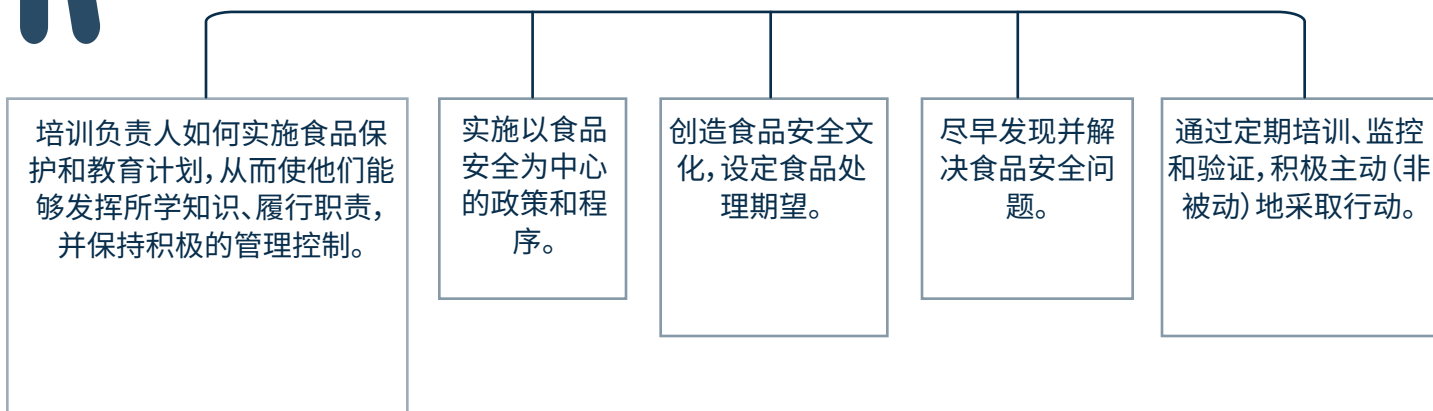 培训负责人如何实施食品保
护和教育计划，从而使他们能
够发挥所学知识、履行职责，
并保持积极的管理控制。
实施以食品
安全为中心
的政策和程
序。
创造食品安全文
化，设定食品处
理期望。
尽早发现并解
决食品安全问
题。
通过定期培训、监控
和验证，积极主动（非
被动）地采取行动。